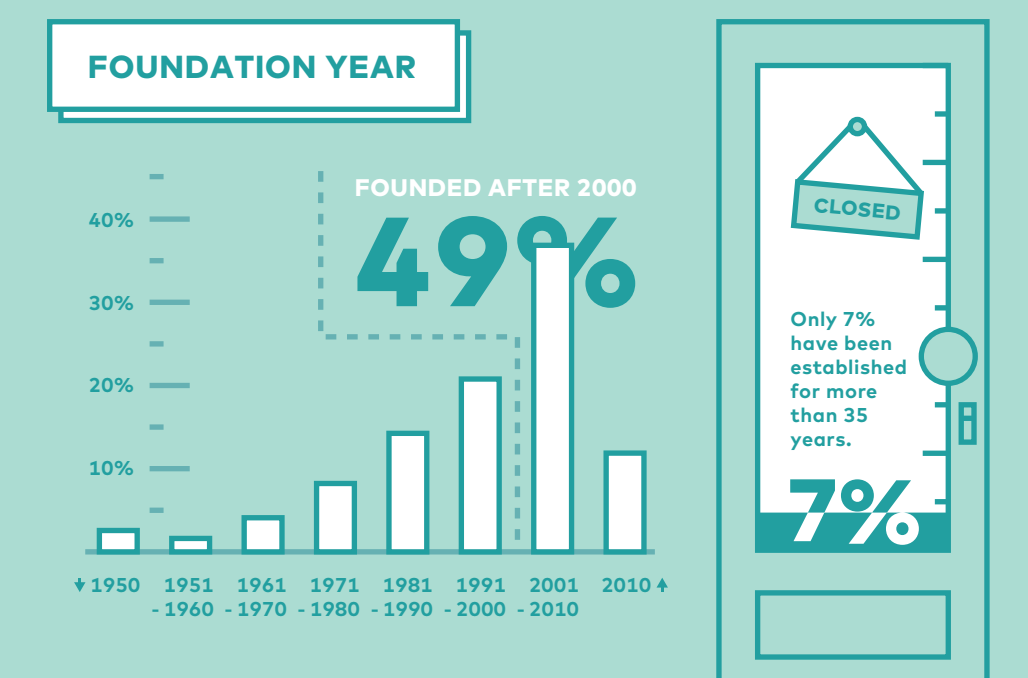 FOUNDATION YEAR
FOUNDED AFTER 2000
49%
40%
30%
20%
10%
1950
1951
- 1960
1961
- 1970
1971
- 1980
1981
- 1990
1991
- 2000
2001
- 2010
2010
CLOSED
Only 7%
have been
established
for more
than 35
years.
7%